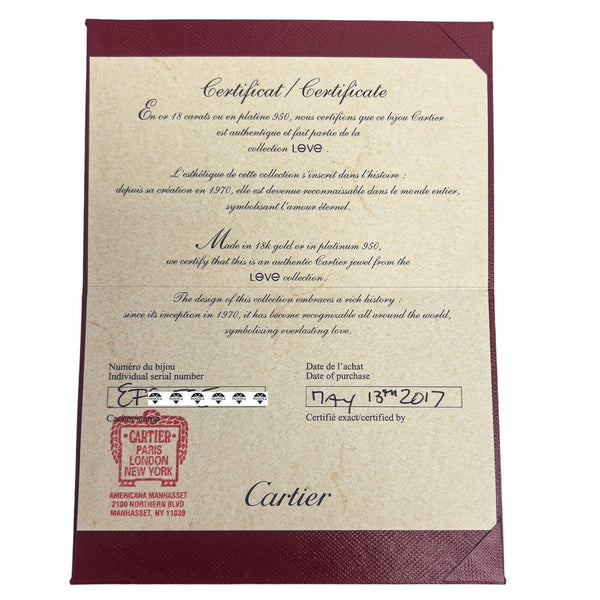 Certificat / Certificate
En or 18 carats ou en platine 950, nous certifions que ce bijou Cartier
est authentique et fait partie de la
collection LOVE .
L'esthétique de cette collection s'inscrit dans l'histoire :
depuis sa création en 1970, elle est devenue reconnaissable dans le monde entier,
symbolisant l'amour éternel.
Made in 18k gold or in platinum 950,
we certify that this is an authentic Cartier jewel from the
LOVE collection.
The design of this collection embraces a rich history :
since its inception in 1970, it has become recognizable all around the world,
symbolizing everlasting love.
Numéro du bijou
Individual serial number
Date de l'achat
Date of purchase
MAY 13TH 2017
Cachet/stamp
Certifié exact/certified by
CARTIER
PARIS
LONDON
NEW YORK
AMERICANA MANHASSET
2100 NORTHERN BLVD
MANHASSET, NY 11030
Cartier